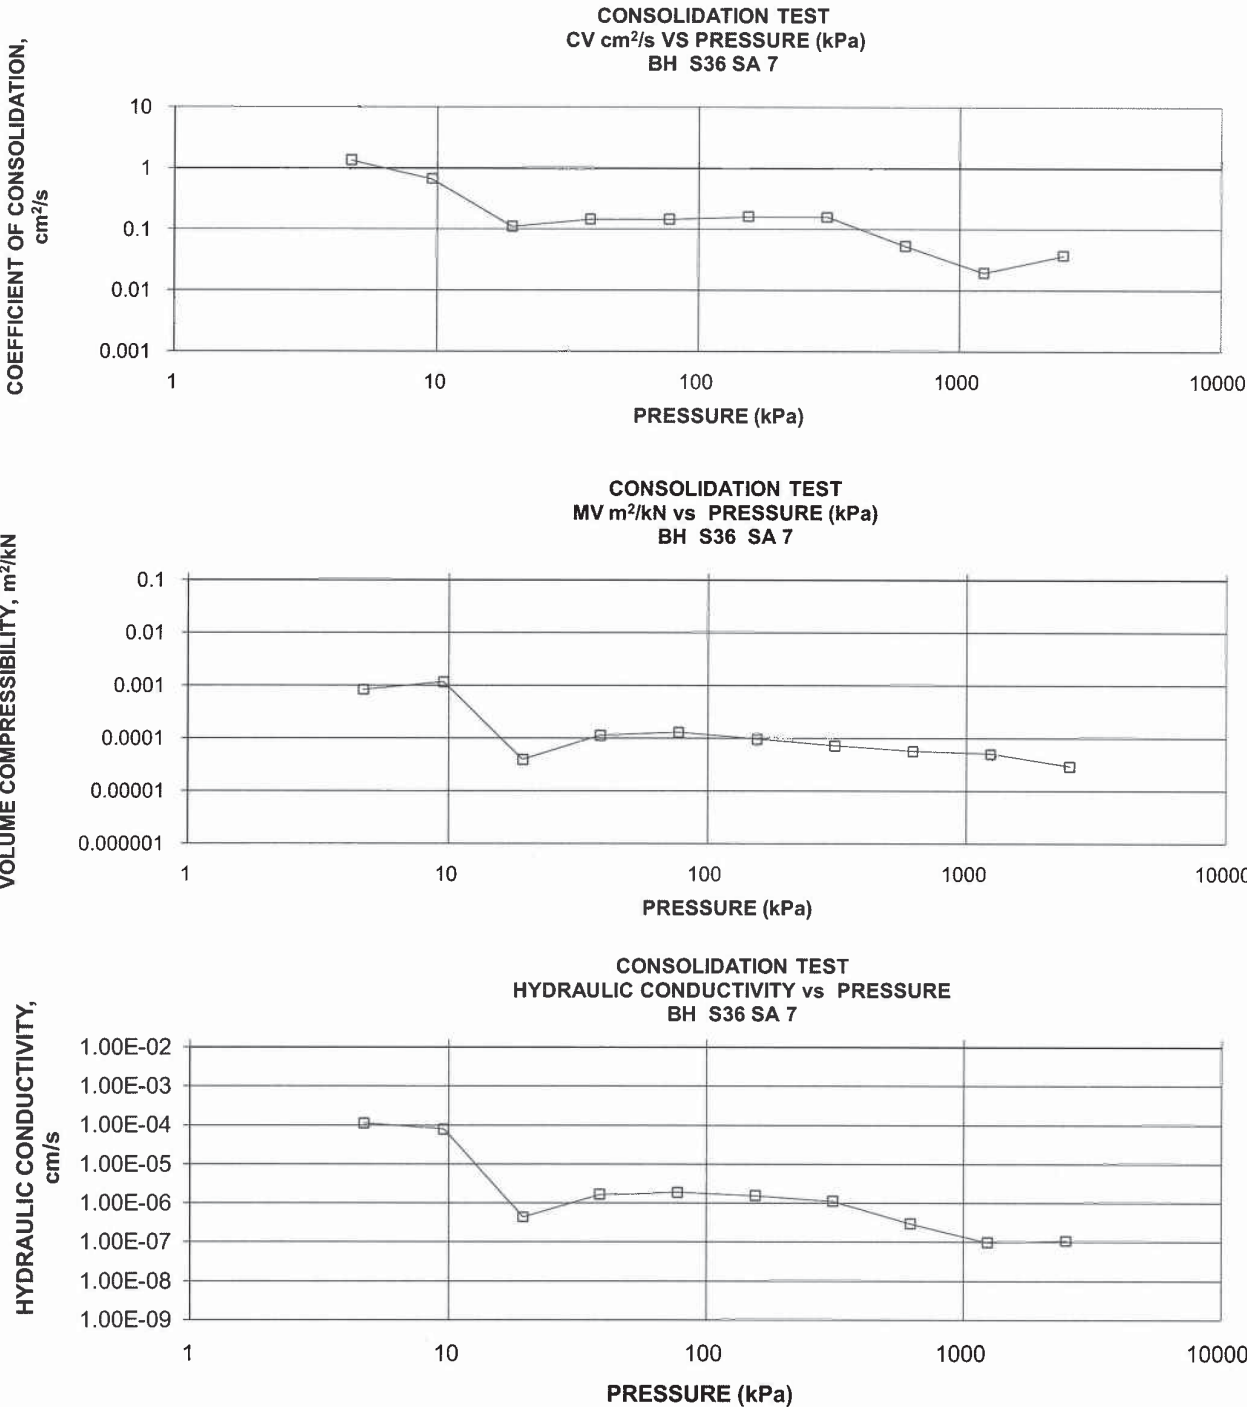 CONSOLIDATION TEST
CV cm²/s VS PRESSURE (kPa)
BH S36 SA 7
COEFFICIENT OF CONSOLIDATION,
cm²/s
10
1
0.1
0.01
0.001
1 10 100 1000 10000
PRESSURE (kPa)
CONSOLIDATION TEST
MV m²/kN vs PRESSURE (kPa)
BH S36 SA 7
VOLUME COMPRESSIBILITY, m²/kN
0.1
0.01
0.001
0.0001
0.00001
0.000001
1 10 100 1000 10000
PRESSURE (kPa)
CONSOLIDATION TEST
HYDRAULIC CONDUCTIVITY vs PRESSURE
BH S36 SA 7
HYDRAULIC CONDUCTIVITY,
cm/s
1.00E-02
1.00E-03
1.00E-04
1.00E-05
1.00E-06
1.00E-07
1.00E-08
1.00E-09
1 10 100 1000 10000
PRESSURE (kPa)